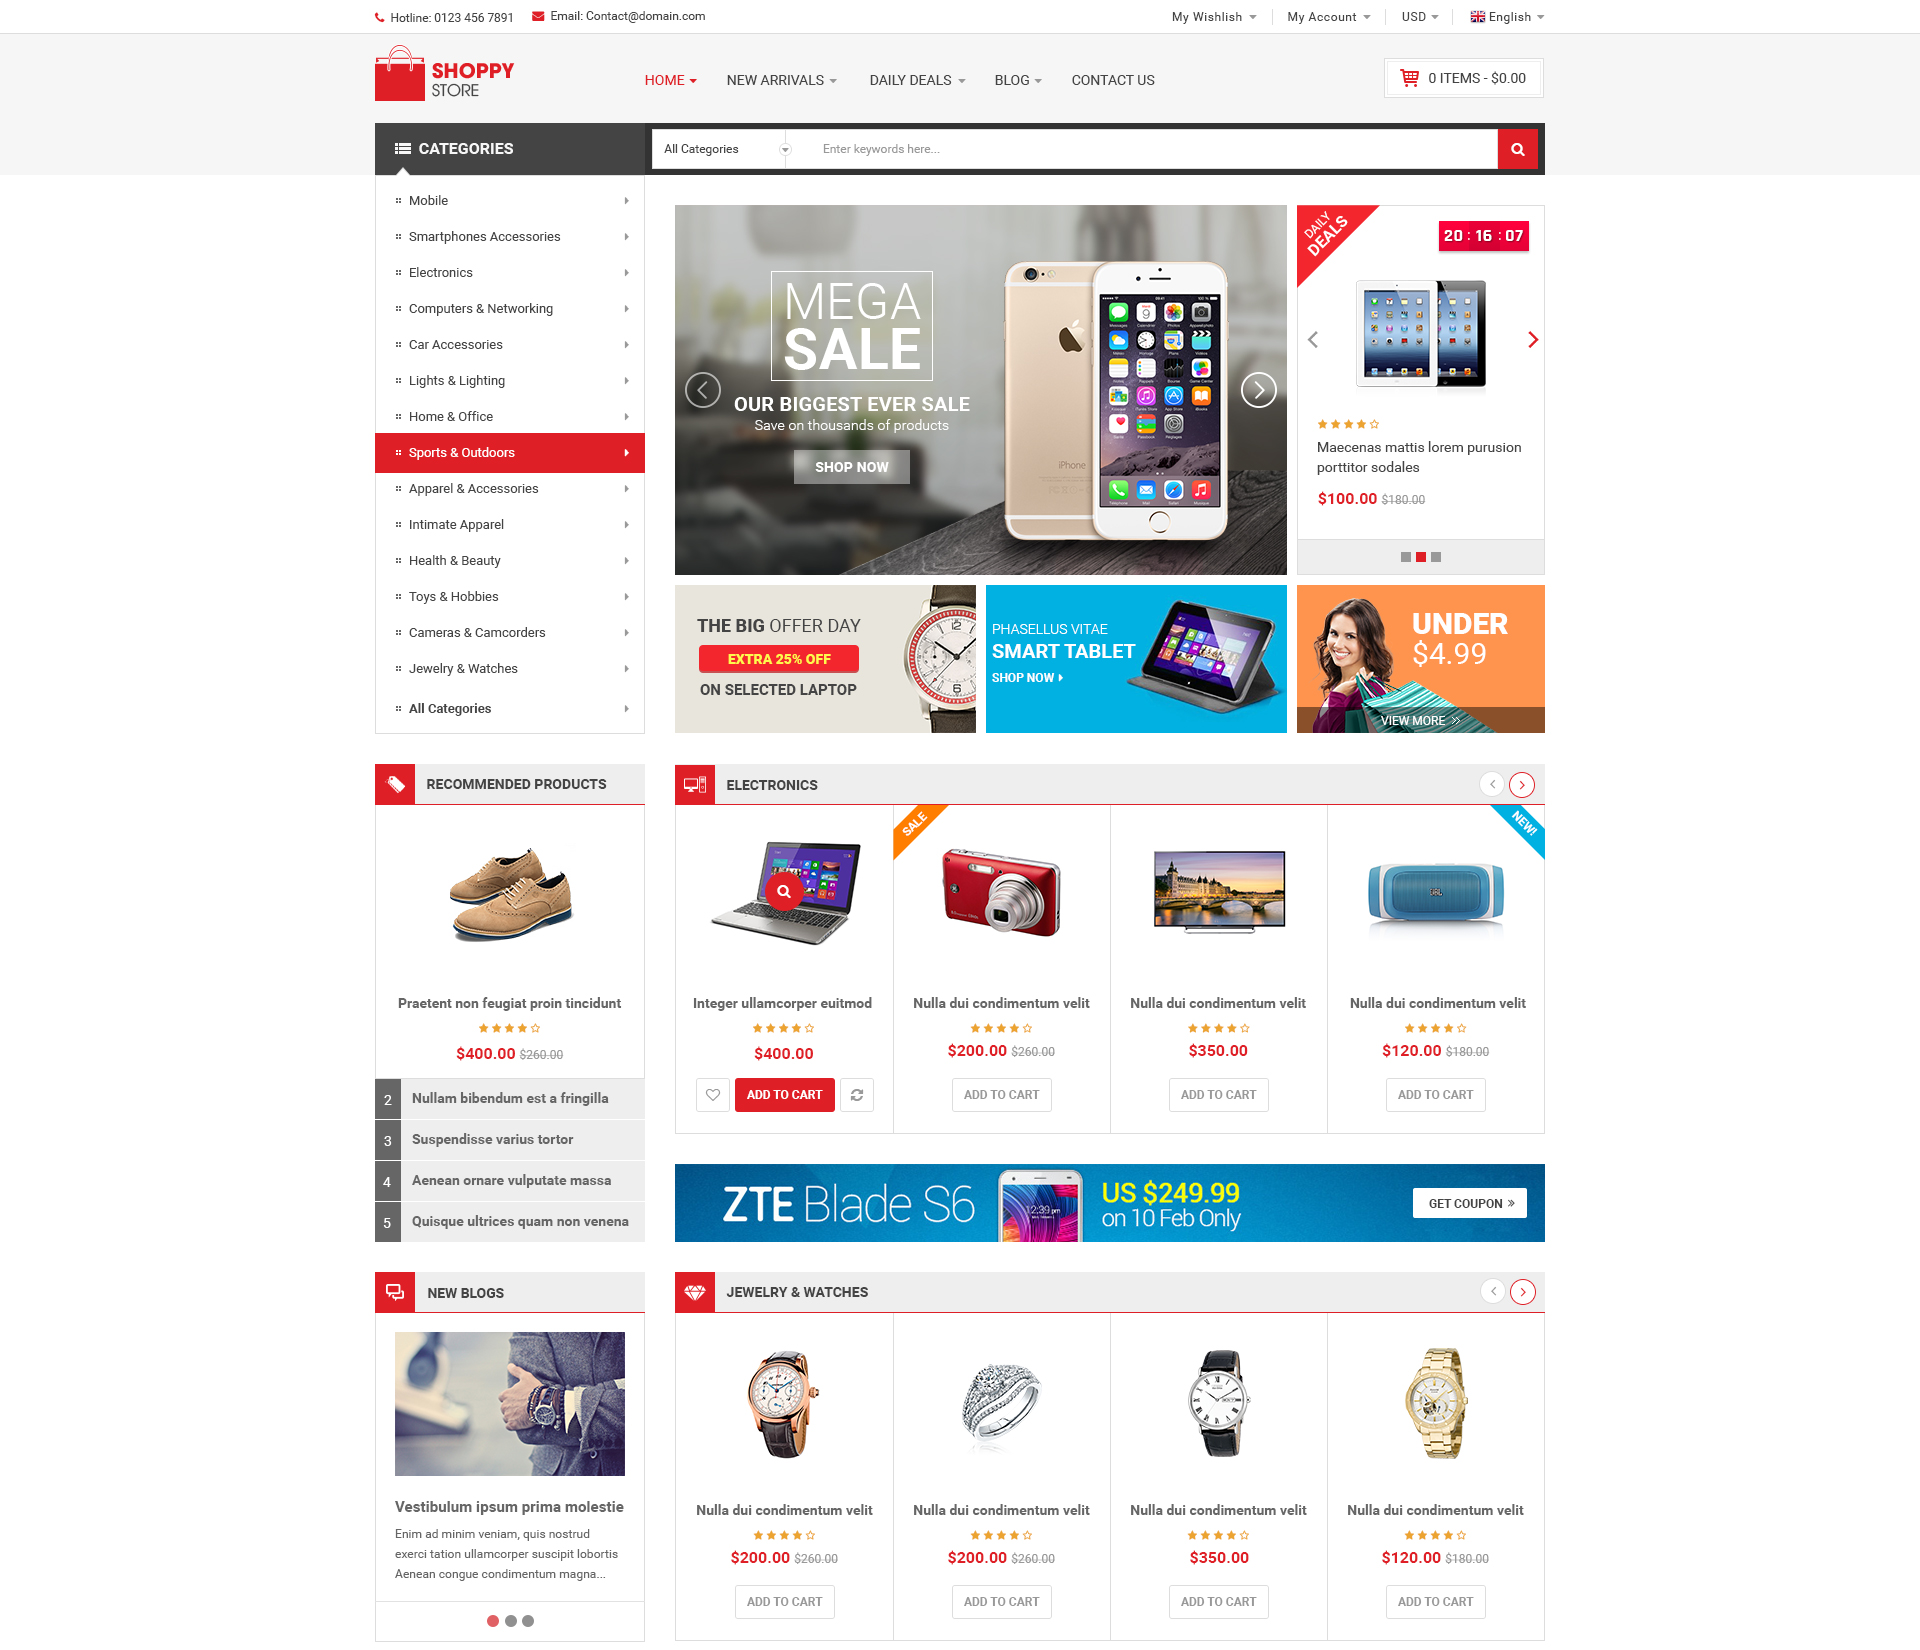 Hotline: 0123 456 7891
Email: Contact@domain.com
My Wishlish
My Account
USD
English
SHOPPY
STORE
HOME
NEW ARRIVALS
DAILY DEALS
BLOG
CONTACT US
0 ITEMS - $0.00
CATEGORIES
All Categories
Enter keywords here...
Mobile
Smartphones Accessories
Electronics
Computers & Networking
Car Accessories
Lights & Lighting
Home & Office
Sports & Outdoors
Apparel & Accessories
Intimate Apparel
Health & Beauty
Toys & Hobbies
Cameras & Camcorders
Jewelry & Watches
All Categories
MEGA
SALE
OUR BIGGEST EVER SALE
Save on thousands of products
SHOP NOW
iPhone
DAILY
DEALS
20 : 16 : 07
Maecenas mattis lorem purusion
porttitor sodales
$100.00 $180.00
THE BIG OFFER DAY
EXTRA 25% OFF
ON SELECTED LAPTOP
PHASELLUS VITAE
SMART TABLET
SHOP NOW
UNDER
$4.99
VIEW MORE
RECOMMENDED PRODUCTS
Praetent non feugiat proin tincidunt
$400.00 $260.00
2 Nullam bibendum est a fringilla
3 Suspendisse varius tortor
4 Aenean ornare vulputate massa
5 Quisque ultrices quam non venena
ELECTRONICS
SALE
NEW!
JBL
Integer ullamcorper euitmod
Nulla dui condimentum velit
Nulla dui condimentum velit
Nulla dui condimentum velit
$400.00
$200.00 $260.00
$350.00
$120.00 $180.00
ADD TO CART
ADD TO CART
ADD TO CART
ADD TO CART
ZTE Blade S6
12:39 pm
US $249.99
on 10 Feb Only
GET COUPON »
NEW BLOGS
Vestibulum ipsum prima molestie
Enim ad minim veniam, quis nostrud
exerci tation ullamcorper suscipit lobortis
Aenean congue condimentum magna...
JEWELRY & WATCHES
Nulla dui condimentum velit
Nulla dui condimentum velit
Nulla dui condimentum velit
Nulla dui condimentum velit
$200.00 $260.00
$200.00 $260.00
$350.00
$120.00 $180.00
ADD TO CART
ADD TO CART
ADD TO CART
ADD TO CART